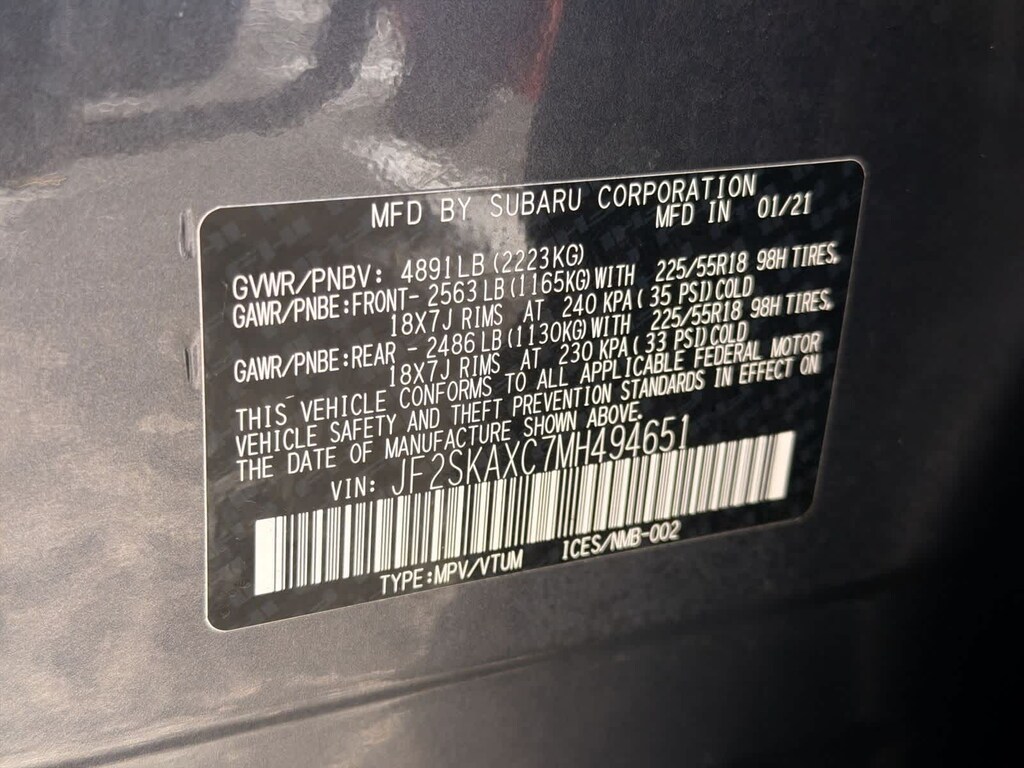 MFD BY SUBARU CORPORATION
MFD IN 01/21
GVWR/PNBV: 4891LB(2223KG)
GAWR/PNBE:FRONT- 2563LB(1165KG)WITH 225/55R18 98H TIRES,
18X7J RIMS AT 240 KPA(35 PSI)COLD
GAWR/PNBE:REAR - 2486LB(1130KG)WITH 225/55R18 98H TIRES,
18X7J RIMS AT 230 KPA(33 PSI)COLD
THIS VEHICLE CONFORMS TO ALL APPLICABLE FEDERAL MOTOR
VEHICLE SAFETY AND THEFT PREVENTION STANDARDS IN EFFECT ON
THE DATE OF MANUFACTURE SHOWN ABOVE.
VIN: JF2SKAXC7MH494651
TYPE:MPV/VTUM ICES/NMB-002